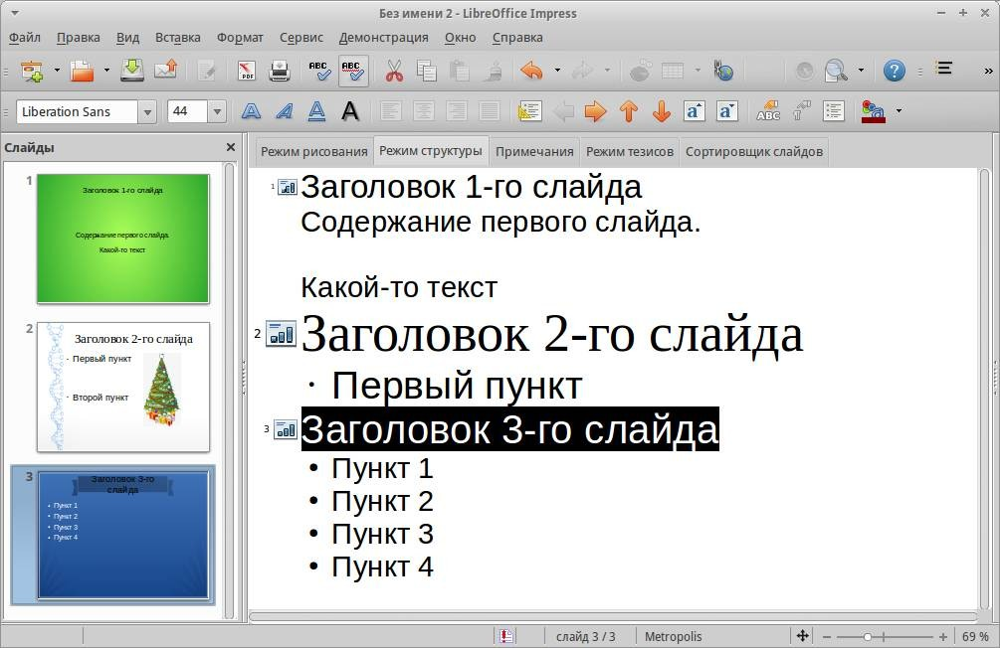 Без имени 2 - LibreOffice Impress
Файл Правка Вид Вставка Формат Сервис Демонстрация Окно Справка
PDF ABC ABC ? »
Liberation Sans 44 A A A A a a ABC
Слайды
1
Заголовок 1-го слайда
Содержание первого слайда.
Какой-то текст
2
Заголовок 2-го слайда
· Первый пункт
· Второй пункт
3
Заголовок 3-го
слайда
• Пункт 1
• Пункт 2
• Пункт 3
• Пункт 4
Режим рисования Режим структуры Примечания Режим тезисов Сортировщик слайдов
1 Заголовок 1-го слайда
Содержание первого слайда.
Какой-то текст
2 Заголовок 2-го слайда
· Первый пункт
3 Заголовок 3-го слайда
• Пункт 1
• Пункт 2
• Пункт 3
• Пункт 4
слайд 3 / 3 Metropolis 69 %